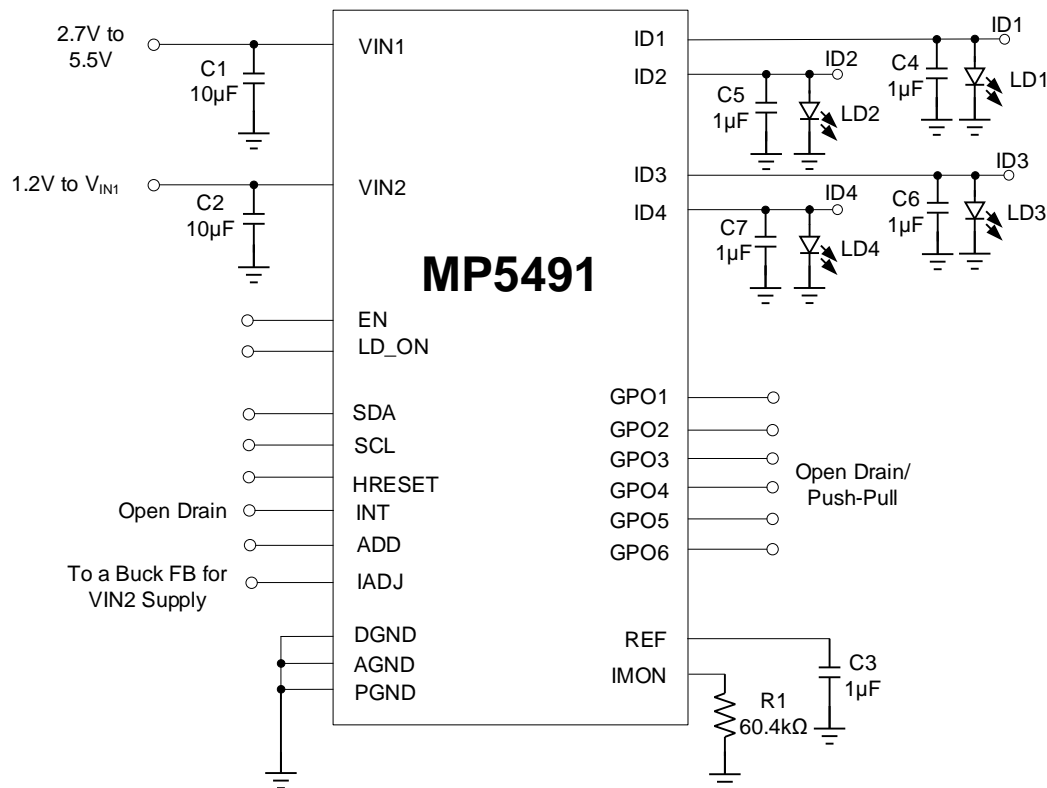 2.7V to
5.5V
C1
10µF
VIN1
1.2V to VIN1
C2
10µF
VIN2
MP5491
EN
LD_ON
SDA
SCL
HRESET
Open Drain
INT
ADD
To a Buck FB for
VIN2 Supply
IADJ
DGND
AGND
PGND
ID1
ID1
C4
1µF
LD1
ID2
ID2
C5
1µF
LD2
ID3
ID3
C6
1µF
LD3
ID4
ID4
C7
1µF
LD4
GPO1
GPO2
GPO3
GPO4
GPO5
GPO6
Open Drain/
Push-Pull
REF
C3
1µF
IMON
R1
60.4kΩ